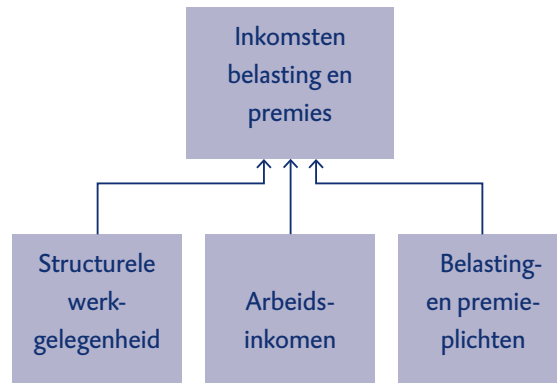 Inkomsten
belasting en
premies
Structurele
werk-
gelegenheid
Arbeids-
inkomen
Belasting-
en premie-
plichten